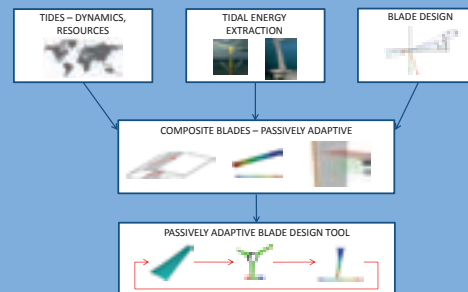 TIDES – DYNAMICS,
RESOURCES
TIDAL ENERGY
EXTRACTION
BLADE DESIGN
COMPOSITE BLADES – PASSIVELY ADAPTIVE
PASSIVELY ADAPTIVE BLADE DESIGN TOOL